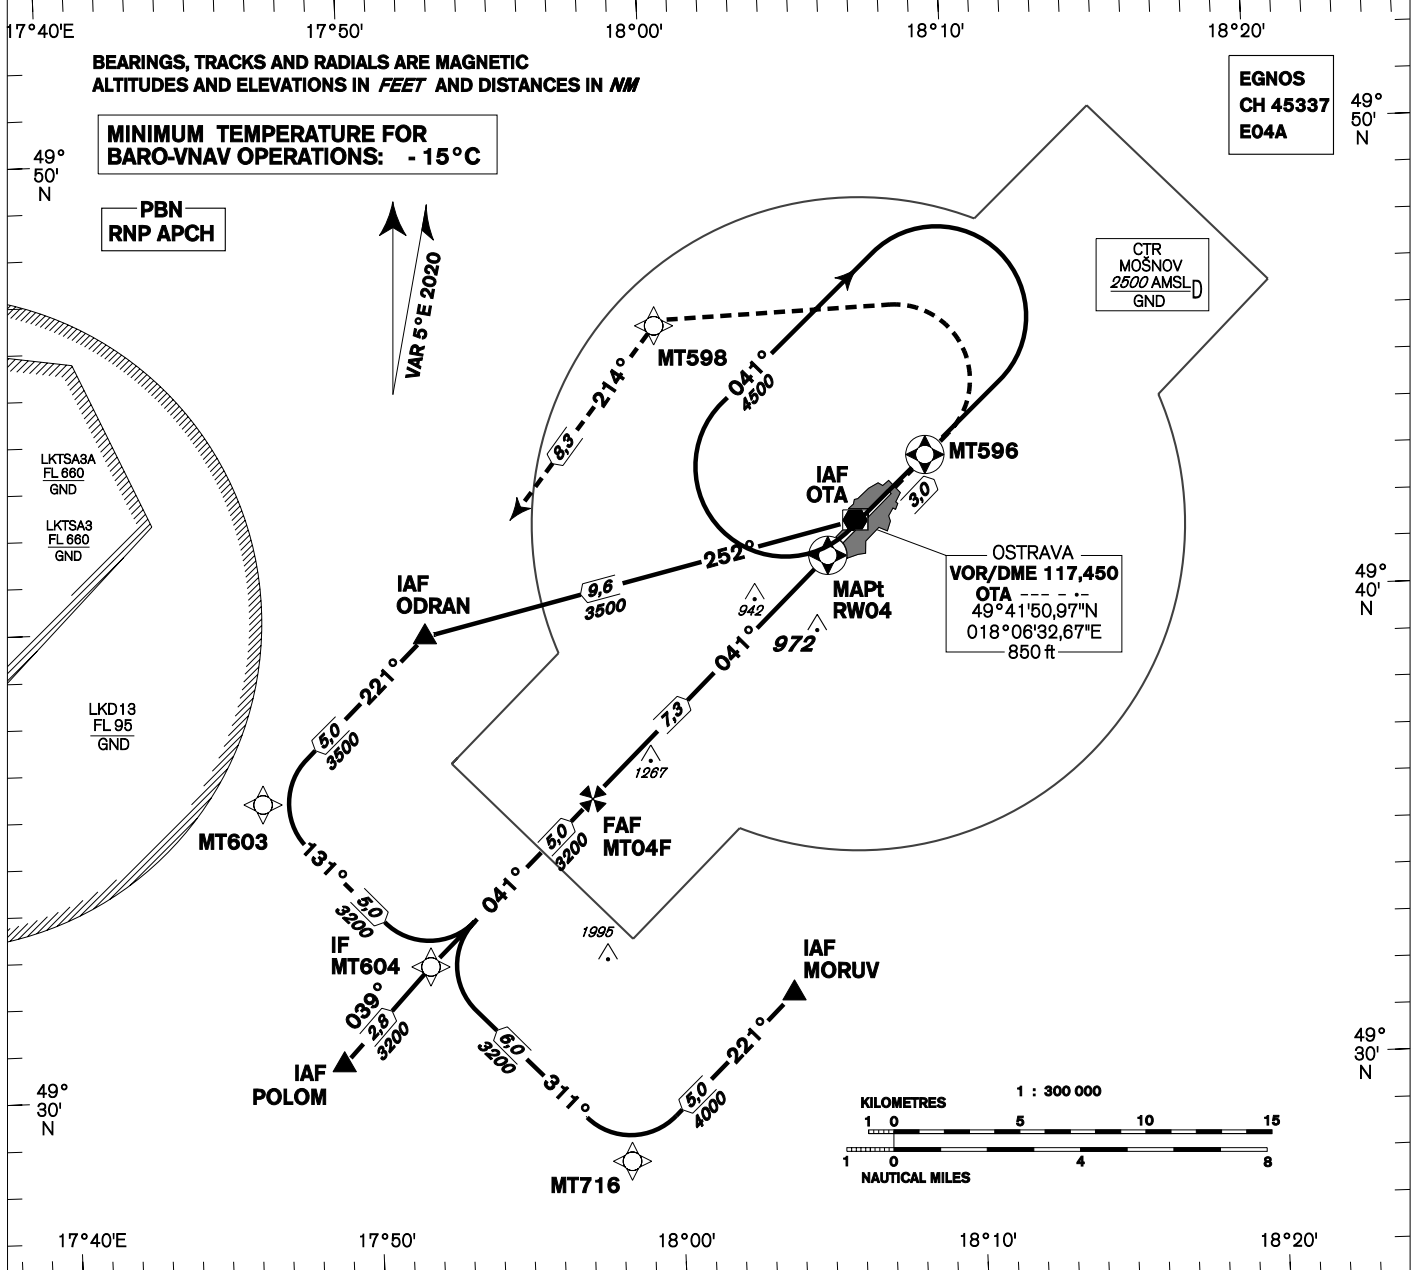 17°40'E
17°50'
18°00'
18°10'
18°20'
BEARINGS, TRACKS AND RADIALS ARE MAGNETIC
ALTITUDES AND ELEVATIONS IN FEET AND DISTANCES IN NM
EGNOS
CH 45337
E04A
49°
50'
N
MINIMUM TEMPERATURE FOR
BARO-VNAV OPERATIONS: - 15°C
49°
50'
N
PBN
RNP APCH
VAR 5°E 2020
CTR
MOŠNOV
2500 AMSL
GND
D
MT598
214°
8,3
041°
4500
MT596
3,0
LKTSA3A
FL 660
GND
LKTSA3
FL 660
GND
IAF
OTA
252°
9,6
3500
OSTRAVA
VOR/DME 117,450
OTA --- - ·-
49°41'50,97"N
018°06'32,67"E
850 ft
49°
40'
N
IAF
ODRAN
MAPt
RW04
942
972
041°
221°
5,0
3500
7,3
1267
LKD13
FL 95
GND
MT603
131°
5,0
3200
FAF
MT04F
5,0
3200
041°
1995
IF
MT604
039°
2,8
3200
IAF
POLOM
IAF
MORUV
221°
5,0
4000
6,0
3200
311°
MT716
49°
30'
N
49°
30'
N
1 : 300 000
KILOMETRES
1 0 5 10 15
1 0 4 8
NAUTICAL MILES
17°40'E
17°50'
18°00'
18°10'
18°20'